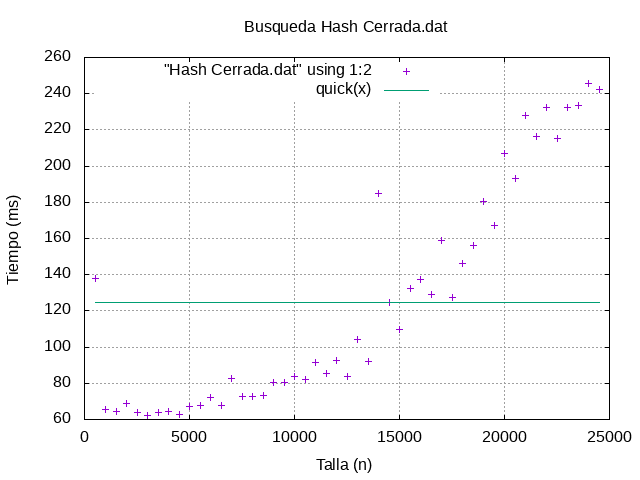 Busqueda Hash Cerrada.dat
"Hash Cerrada.dat" using 1:2
quick(x)
Tiempo (ms)
260
240
220
200
180
160
140
120
100
80
60
0 5000 10000 15000 20000 25000
Talla (n)